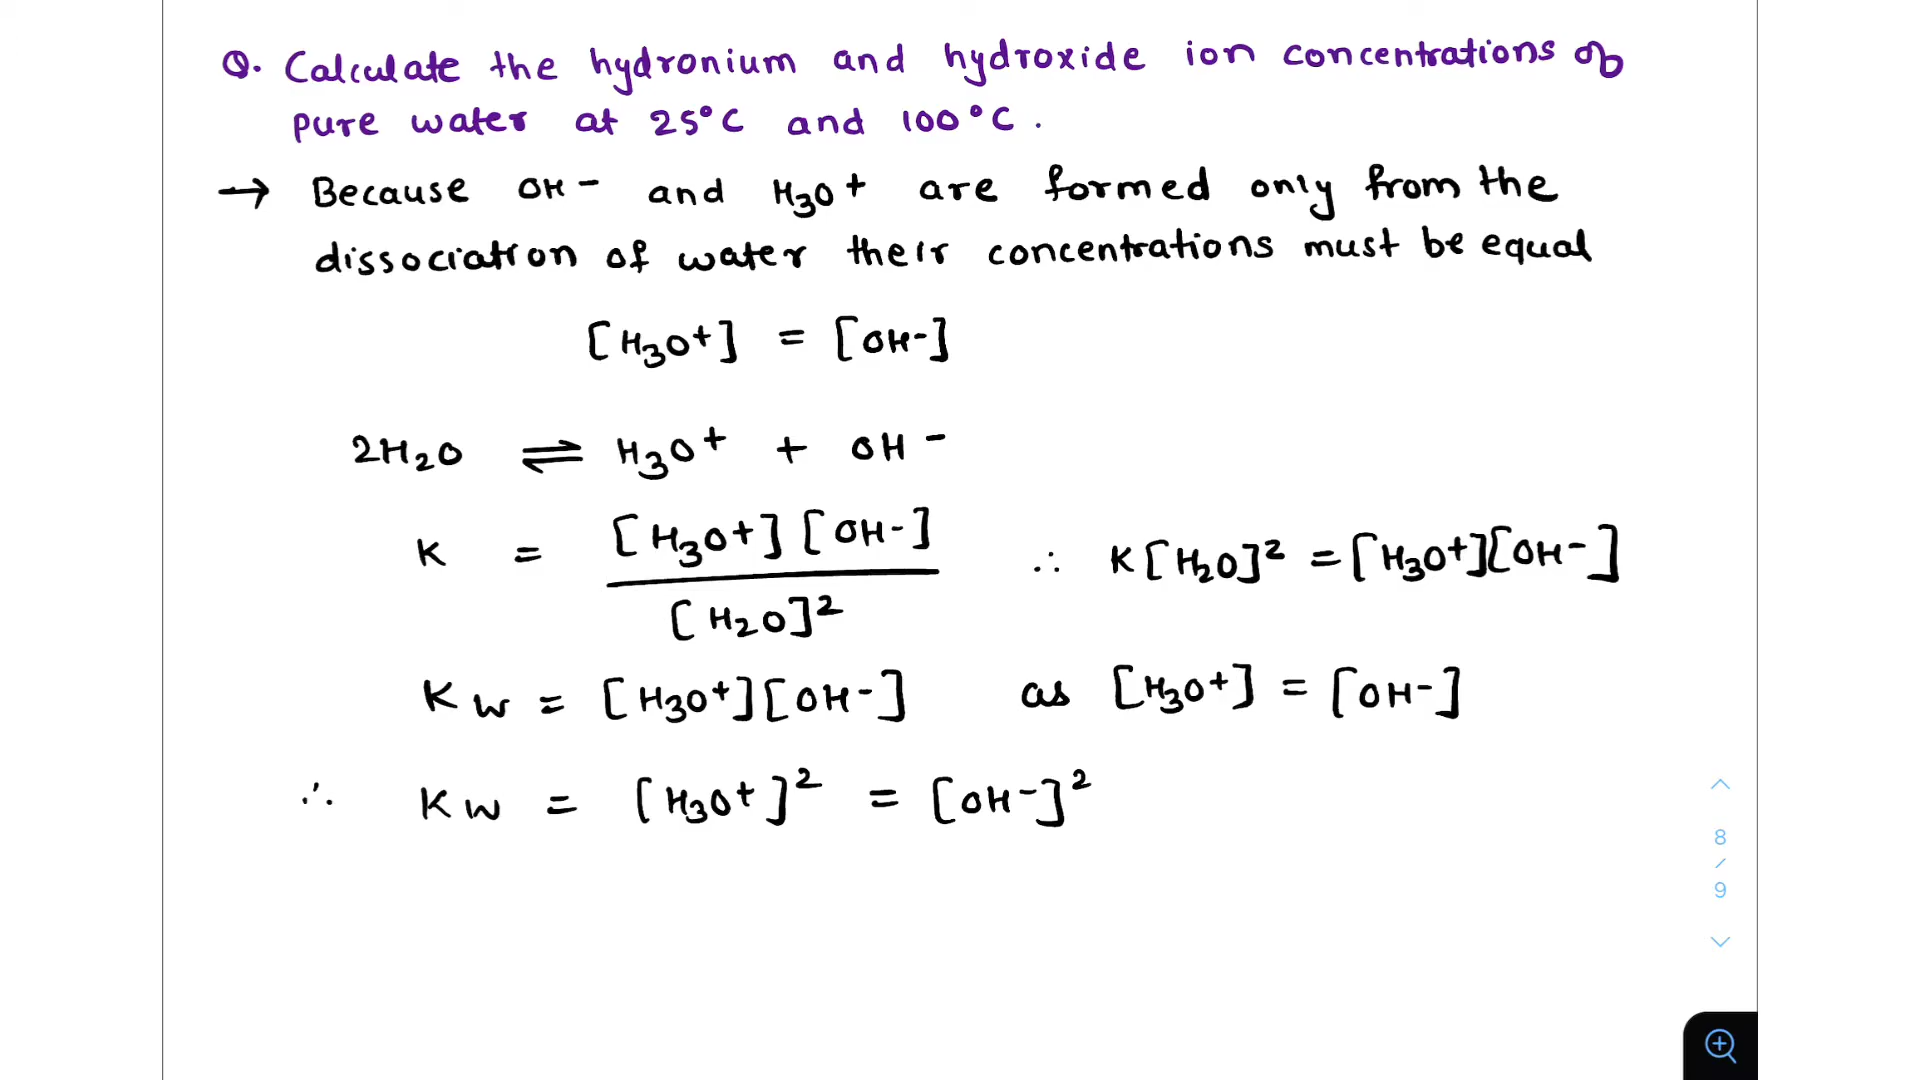 Q. Calculate the hydronium and hydroxide ion concentrations of
pure water at 25°C and 100°C.
→ Because OH- and H3O+ are formed only from the
dissociation of water their concentrations must be equal
[H3O+] = [OH-]
2H2O ⇌ H3O+ + OH-
K = [H3O+][OH-] / [H2O]² ∴ K[H2O]² = [H3O+][OH-]
Kw = [H3O+][OH-] as [H3O+] = [OH-]
∴ Kw = [H3O+]² = [OH-]²
8
/
9